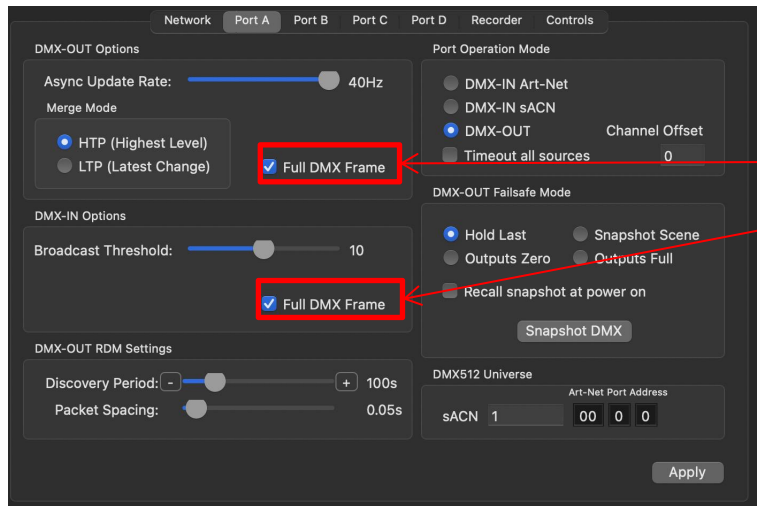 Network Port A Port B Port C Port D Recorder Controls
DMX-OUT Options
Async Update Rate: 40Hz
Merge Mode
HTP (Highest Level)
LTP (Latest Change)
Full DMX Frame
DMX-IN Options
Broadcast Threshold: 10
Full DMX Frame
DMX-OUT RDM Settings
Discovery Period: - + 100s
Packet Spacing: 0.05s
Port Operation Mode
DMX-IN Art-Net
DMX-IN sACN
DMX-OUT Channel Offset
Timeout all sources 0
DMX-OUT Failsafe Mode
Hold Last Snapshot Scene
Outputs Zero Outputs Full
Recall snapshot at power on
Snapshot DMX
DMX512 Universe
Art-Net Port Address
sACN 1 00 0 0
Apply